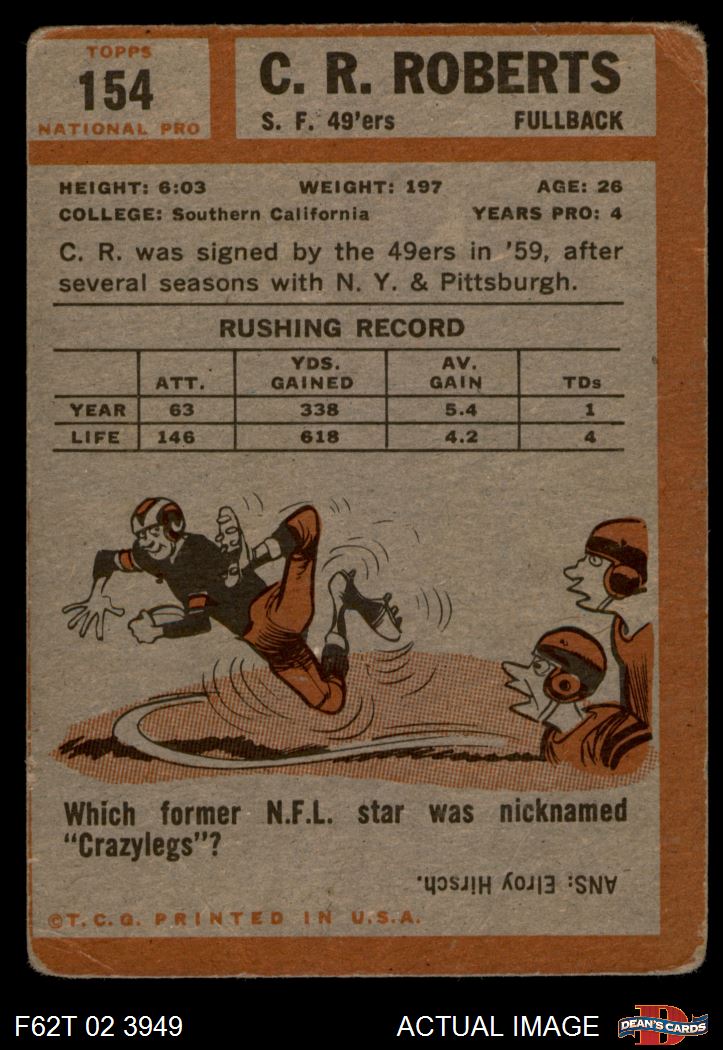 TOPPS
154
NATIONAL PRO
C. R. ROBERTS
S. F. 49'ers FULLBACK
HEIGHT: 6:03 WEIGHT: 197 AGE: 26
COLLEGE: Southern California YEARS PRO: 4
C. R. was signed by the 49ers in '59, after
several seasons with N. Y. & Pittsburgh.
RUSHING RECORD
ATT. YDS. GAINED AV. GAIN TDs
YEAR 63 338 5.4 1
LIFE 146 618 4.2 4
Which former N.F.L. star was nicknamed
"Crazylegs"?
ANS: Elroy Hirsch.
©T.C.G. PRINTED IN U.S.A.
F62T 02 3949 ACTUAL IMAGE D DEAN'S CARDS